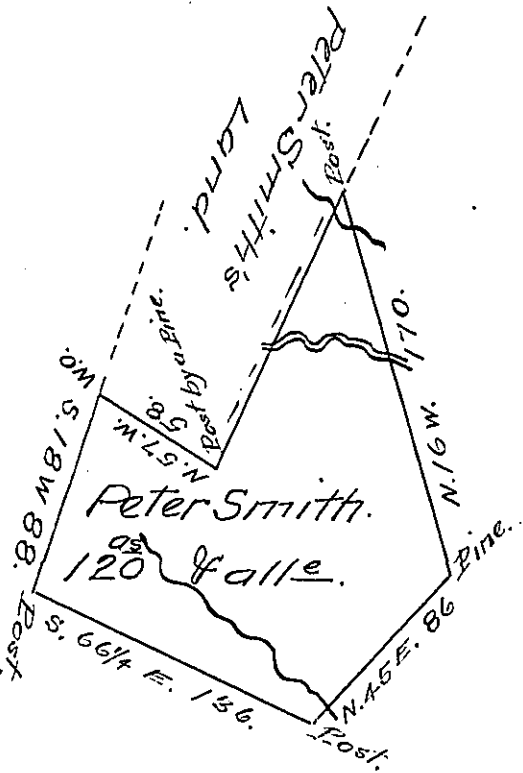 Peter Smith's
Land.
Post.
N.16 W. 170.
Pine.
N.45 E. 86
Post.
S. 66¼ E. 136.
Post
S. 18 W 88.
W.O.
N.57.W. 58.
Post by a Pine.
Peter Smith.
120 as & alle.